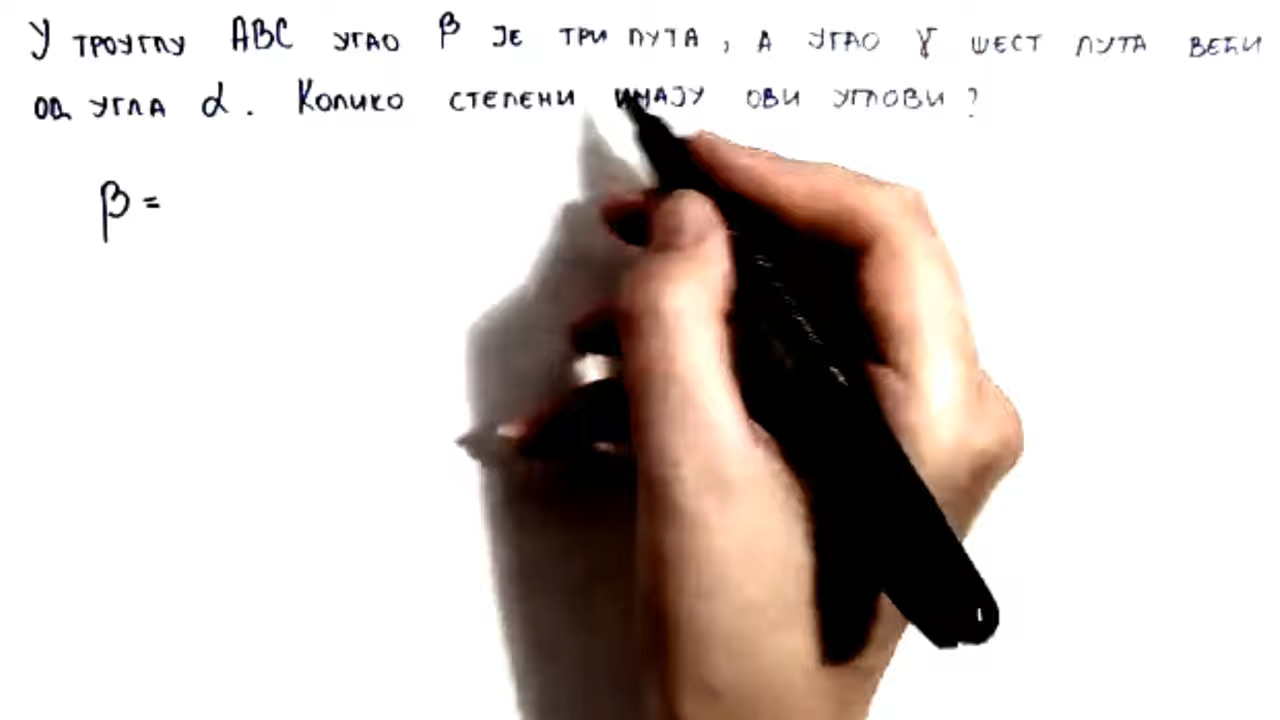 У ТРОУГЛУ ABC УГАО β ЈЕ ТРИ ПУТА, А УГАО γ ШЕСТ ПУТА ВЕЋИ
ОД УГЛА α. КОЛИКО СТЕПЕНИ ИМАЈУ ОВИ УГЛОВИ?
β =